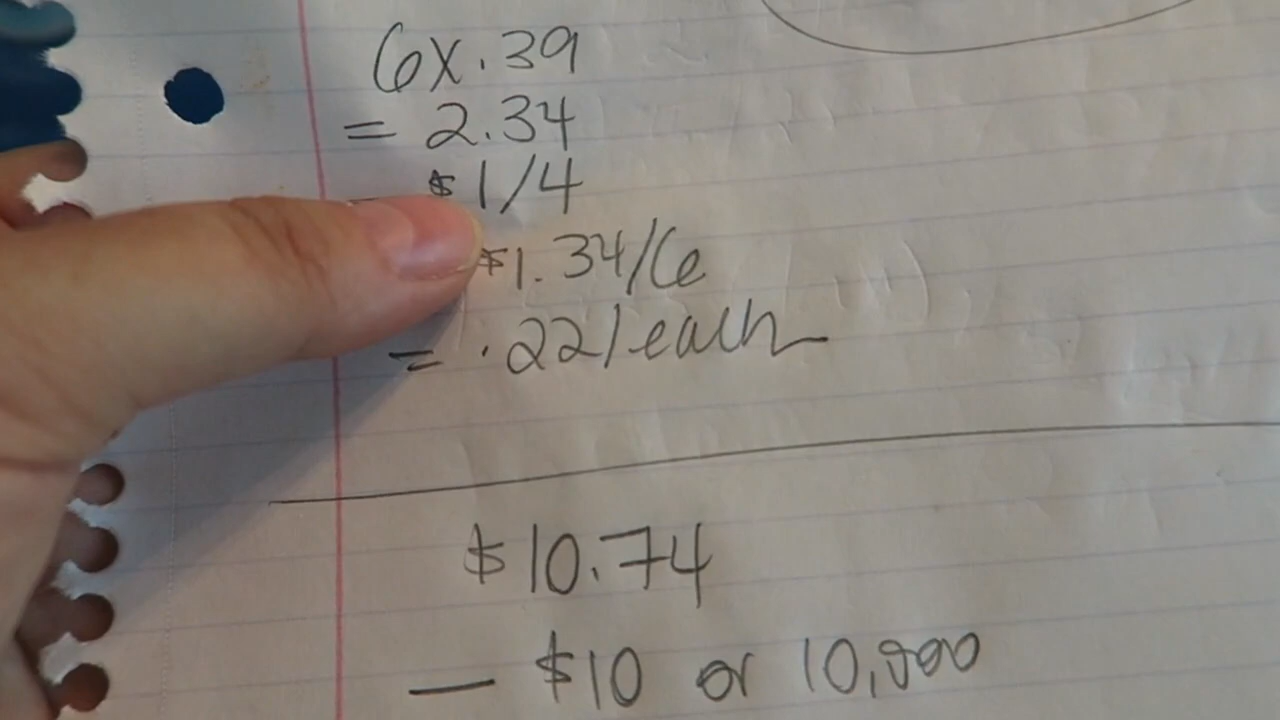 6x.39
= 2.34
$1/4
$1.34/6
= .22/each
$10.74
— $10 or 10,000